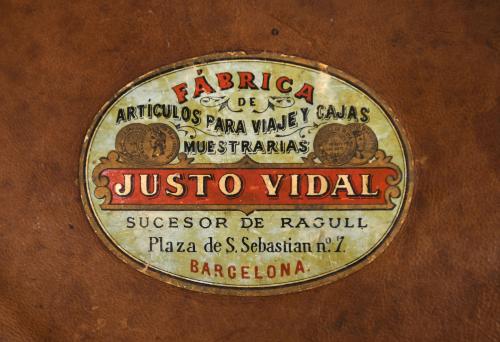 FÁBRICA
DE
ARTÍCULOS PARA VIAJE Y CAJAS
MUESTRARIAS
JUSTO VIDAL
SUCESOR DE RAGULL
Plaza de S. Sebastian nº 7.
BARCELONA.